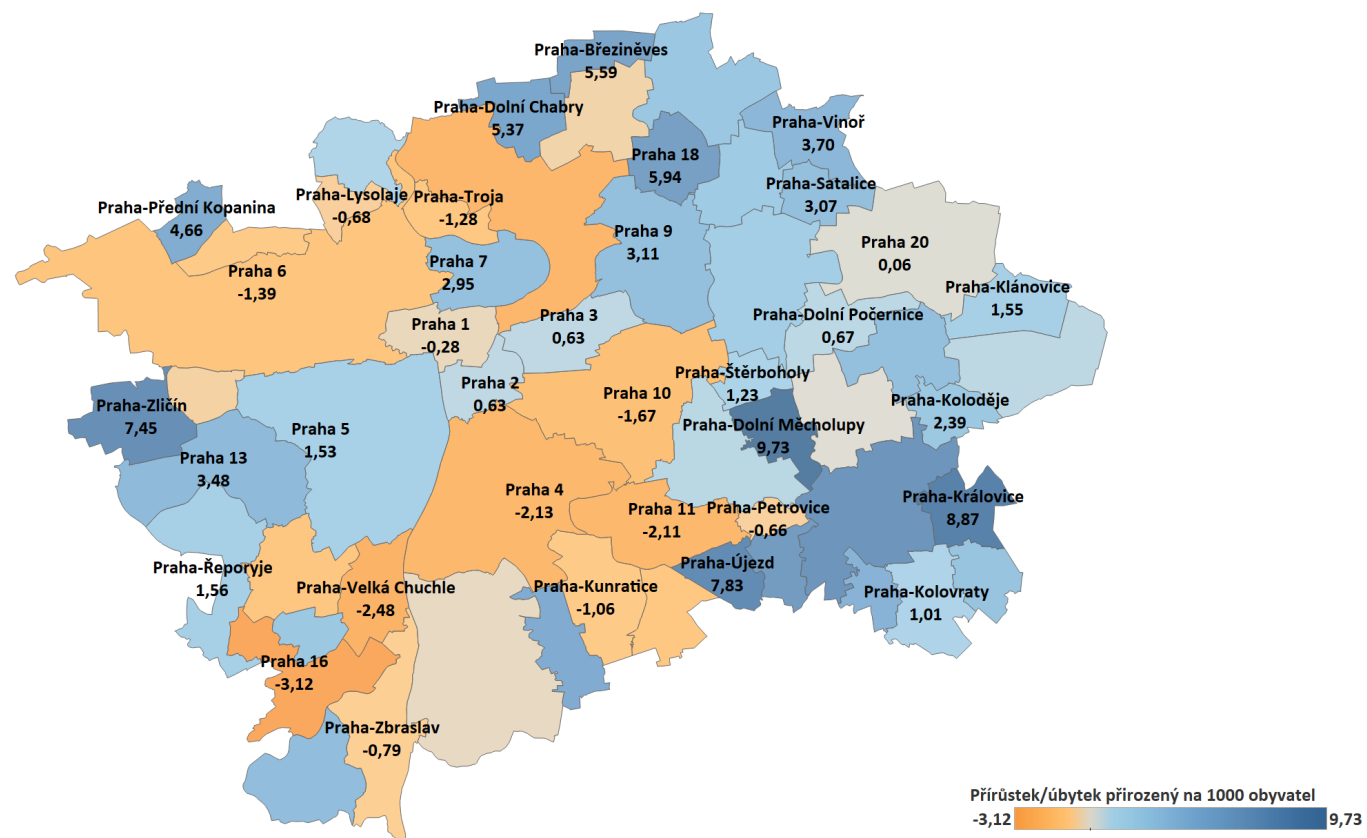 Praha-Březiněves
5,59
Praha-Dolní Chabry
5,37
Praha-Vinoř
3,70
Praha 18
5,94
Praha-Satalice
3,07
Praha-Lysolaje
-0,68
Praha-Troja
-1,28
Praha-Přední Kopanina
4,66
Praha 9
3,11
Praha 20
0,06
Praha 7
2,95
Praha 6
-1,39
Praha-Klánovice
1,55
Praha 3
0,63
Praha-Dolní Počernice
0,67
Praha 1
-0,28
Praha-Štěrboholy
1,23
Praha 2
0,63
Praha 10
-1,67
Praha-Koloděje
2,39
Praha-Zličín
7,45
Praha-Dolní Měcholupy
9,73
Praha 5
1,53
Praha 13
3,48
Praha 4
-2,13
Praha-Královice
8,87
Praha 11
-2,11
Praha-Petrovice
-0,66
Praha-Újezd
7,83
Praha-Řeporyje
1,56
Praha-Velká Chuchle
-2,48
Praha-Kunratice
-1,06
Praha-Kolovraty
1,01
Praha 16
-3,12
Praha-Zbraslav
-0,79
Přírůstek/úbytek přirozený na 1000 obyvatel
-3,12 9,73